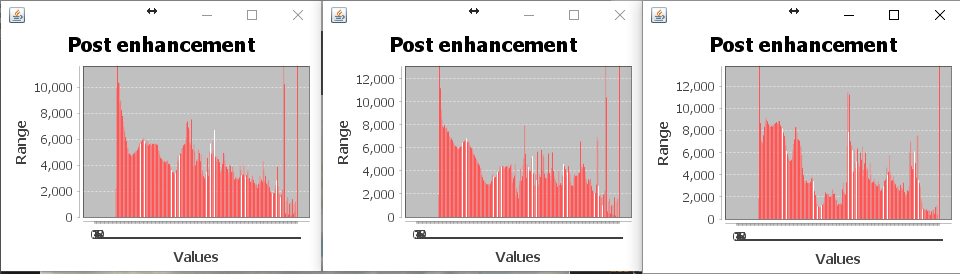 Post enhancement
Range
10,000
8,000
6,000
4,000
2,000
0
Values
Post enhancement
Range
12,000
10,000
8,000
6,000
4,000
2,000
0
Values
Post enhancement
Range
12,000
10,000
8,000
6,000
4,000
2,000
0
Values